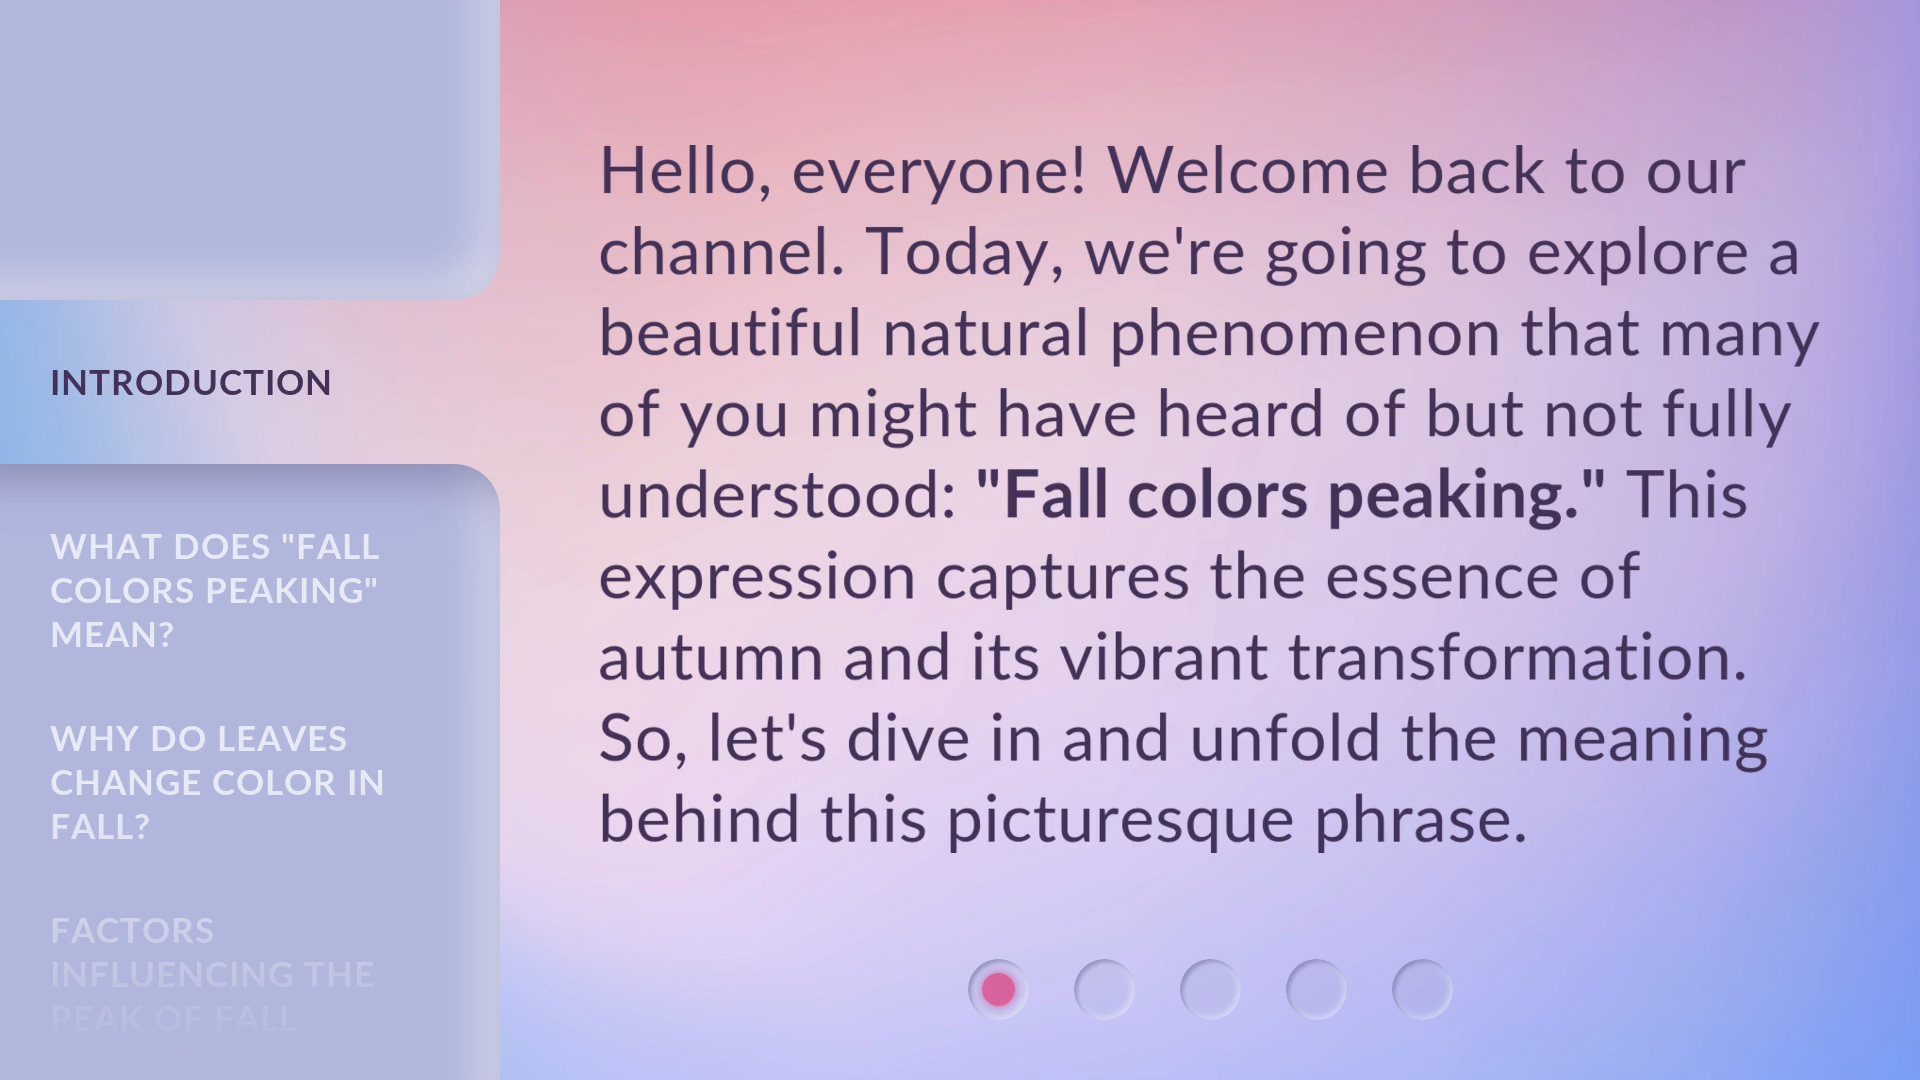 INTRODUCTION
WHAT DOES "FALL
COLORS PEAKING"
MEAN?
WHY DO LEAVES
CHANGE COLOR IN
FALL?
FACTORS
INFLUENCING THE
PEAK OF FALL
COLORS
Hello, everyone! Welcome back to our
channel. Today, we're going to explore a
beautiful natural phenomenon that many
of you might have heard of but not fully
understood: "Fall colors peaking." This
expression captures the essence of
autumn and its vibrant transformation.
So, let's dive in and unfold the meaning
behind this picturesque phrase.